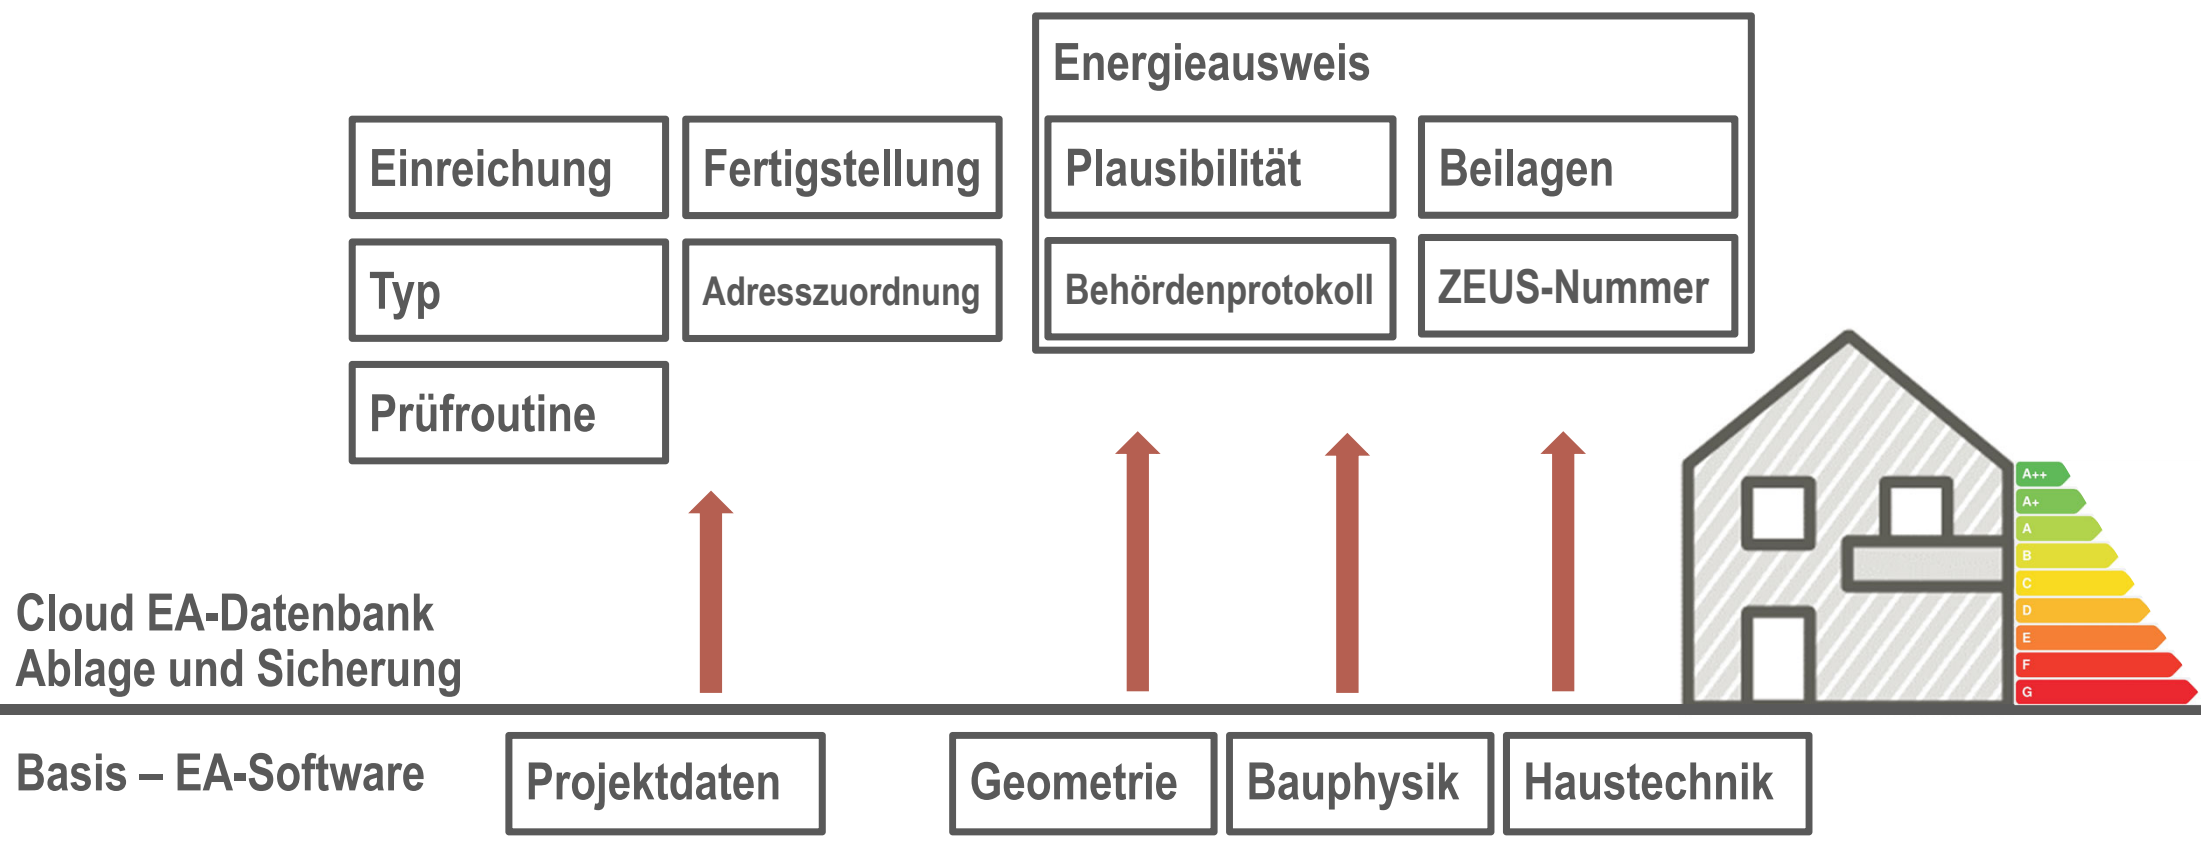 Energieausweis
Einreichung
Fertigstellung
Plausibilität
Beilagen
Typ
Adresszuordnung
Behördenprotokoll
ZEUS-Nummer
Prüfroutine
A++
A+
A
B
C
D
E
F
G
Cloud EA-Datenbank
Ablage und Sicherung
Basis – EA-Software
Projektdaten
Geometrie
Bauphysik
Haustechnik